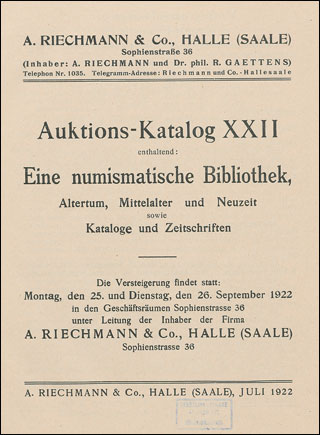 A. RIECHMANN & Co., HALLE (SAALE)
Sophienstraße 36
(Inhaber: A. RIECHMANN und Dr. phil. R. GAETTENS)
Telephon Nr. 1035. Telegramm-Adresse: Riechmann und Co. - Hallesaale
Auktions-Katalog XXII
enthaltend:
Eine numismatische Bibliothek,
Altertum, Mittelalter und Neuzeit
sowie
Kataloge und Zeitschriften
Die Versteigerung findet statt:
Montag, den 25. und Dienstag, den 26. September 1922
in den Geschäftsräumen Sophienstrasse 36
unter Leitung der Inhaber der Firma
A. RIECHMANN & Co., HALLE (SAALE)
Sophienstrasse 36
A. RIECHMANN & Co., HALLE (SAALE), JULI 1922